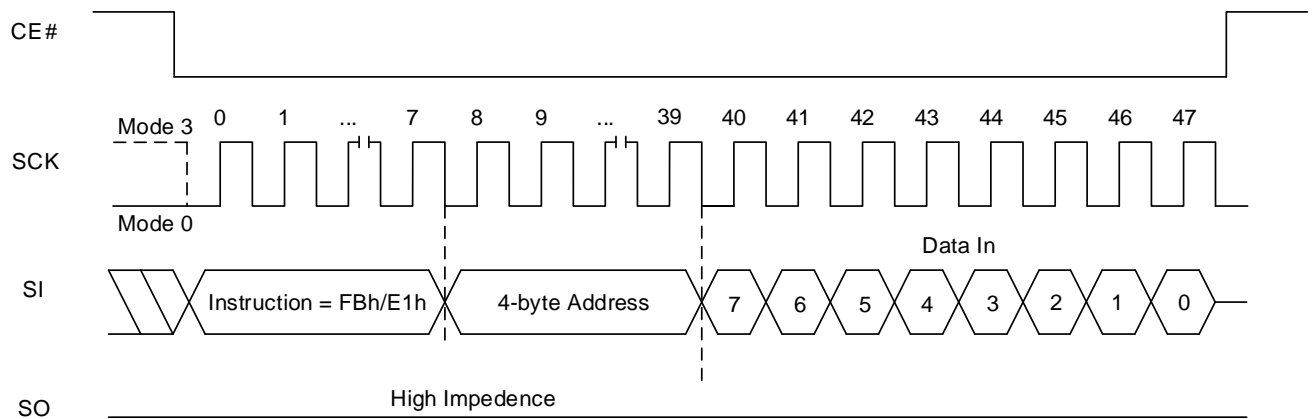 CE#
0 1 ... 7 8 9 ... 39 40 41 42 43 44 45 46 47
Mode 3
SCK
Mode 0
Data In
SI
Instruction = FBh/E1h 4-byte Address 7 6 5 4 3 2 1 0
High Impedence
SO